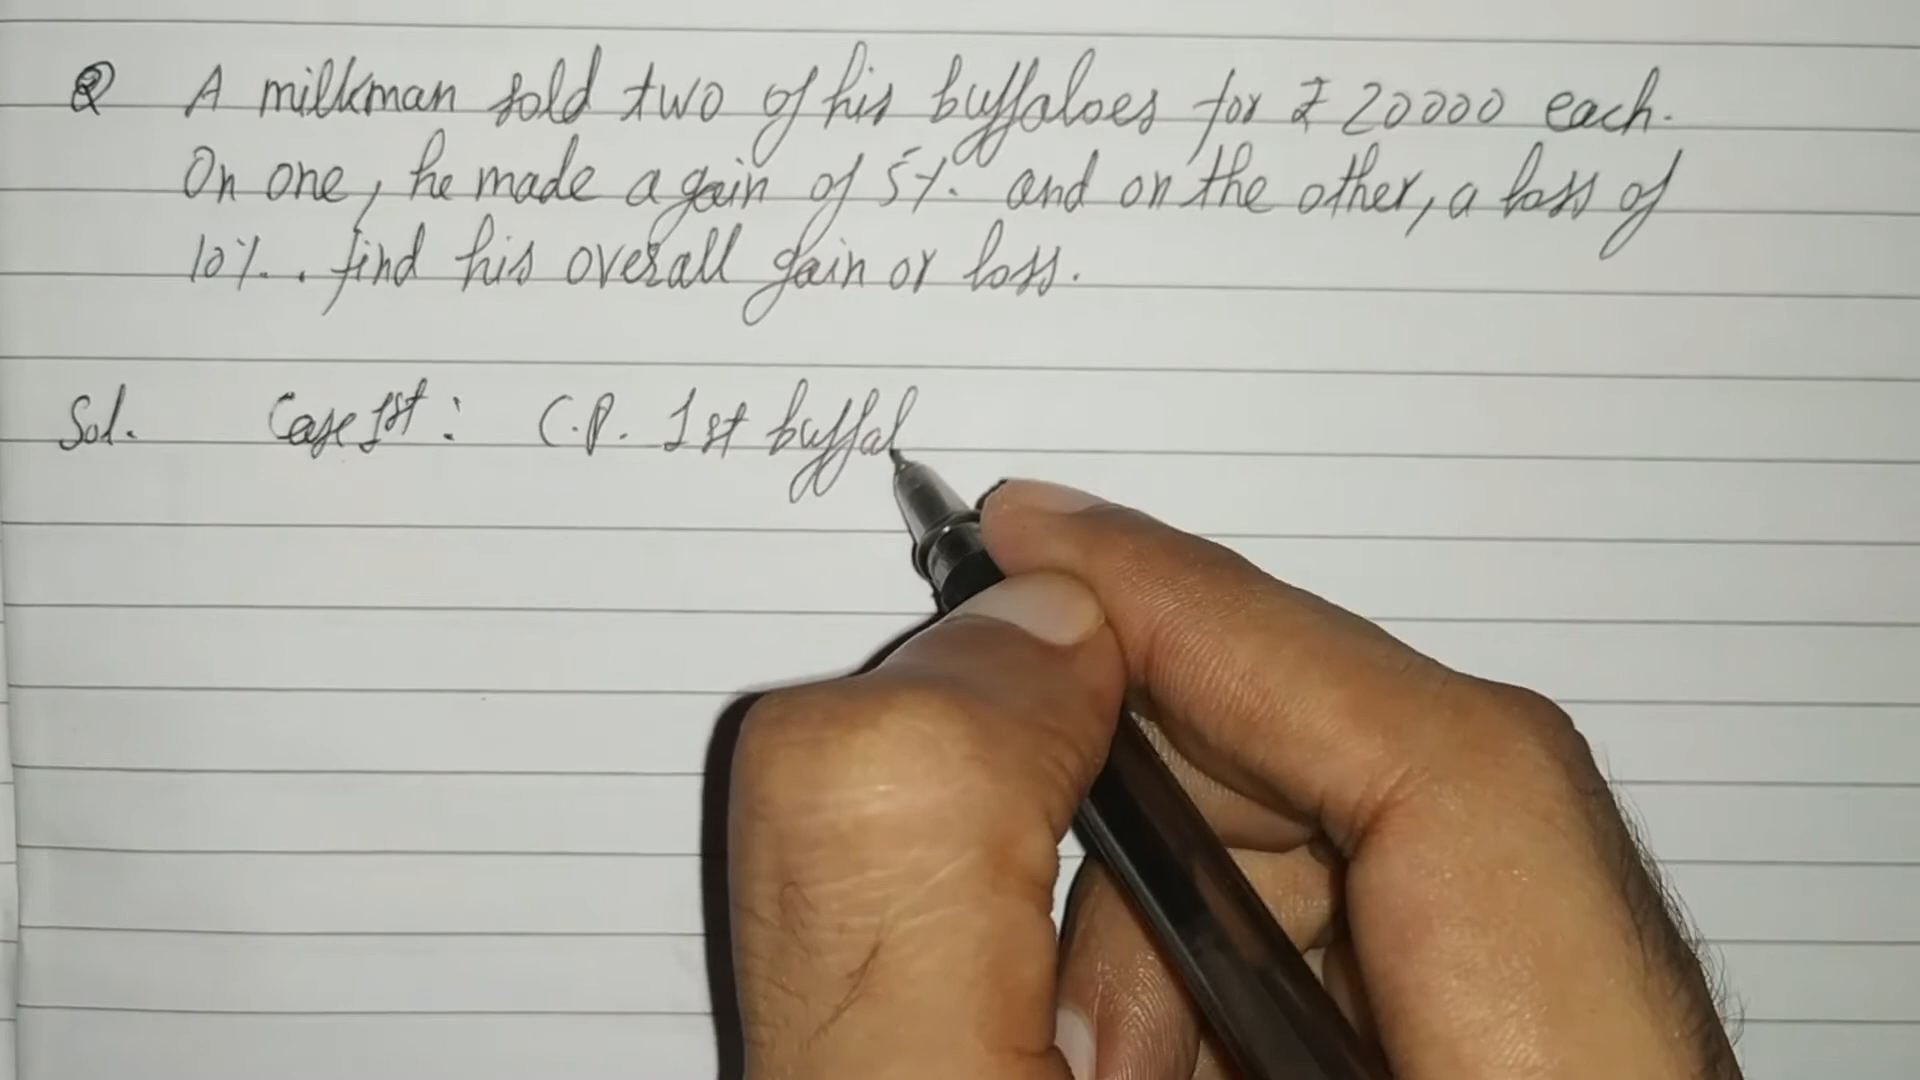 Q A milkman sold two of his buffaloes for ₹ 20000 each.
On one, he made a gain of 5%. and on the other, a loss of
10%. . find his overall gain or loss.
Sol. Case 1st : C.P. 1st buffal